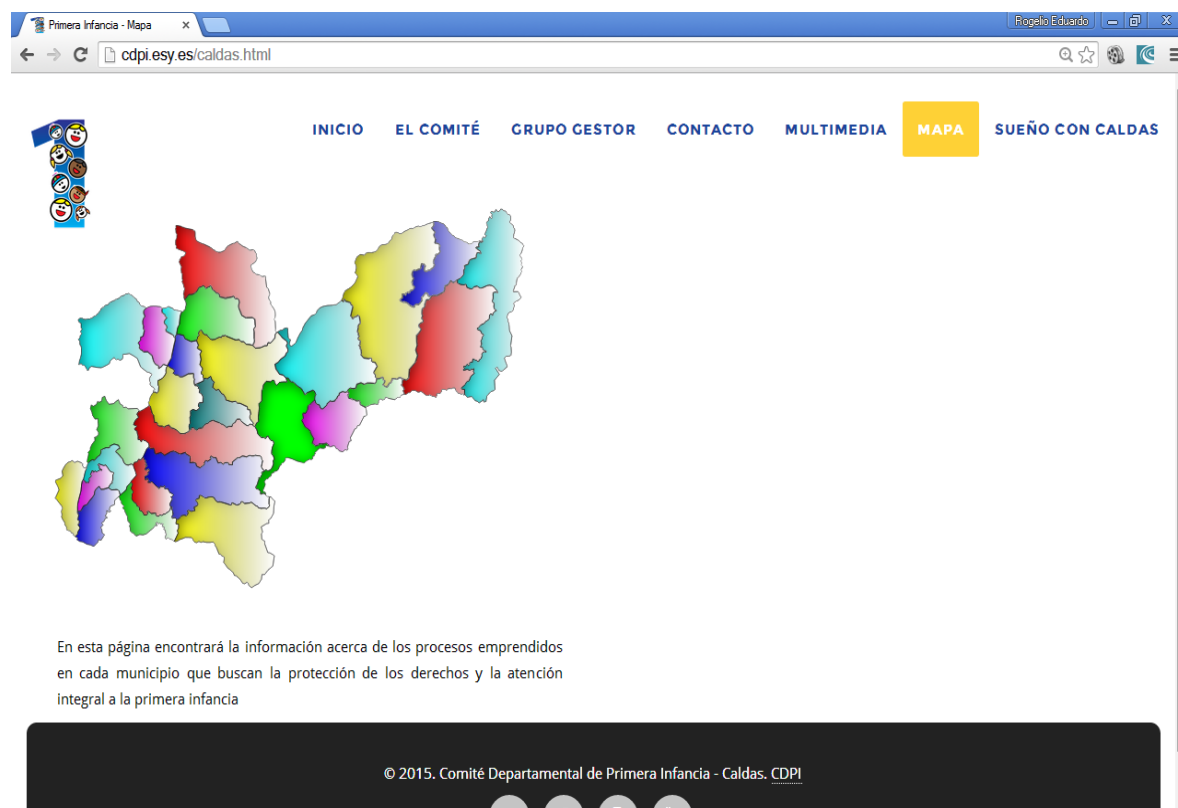 Primera Infancia - Mapa
Rogelio Eduardo
cdpi.esy.es/caldas.html
INICIO EL COMITÉ GRUPO GESTOR CONTACTO MULTIMEDIA MAPA SUEÑO CON CALDAS
En esta página encontrará la información acerca de los procesos emprendidos
en cada municipio que buscan la protección de los derechos y la atención
integral a la primera infancia
© 2015. Comité Departamental de Primera Infancia - Caldas. CDPI